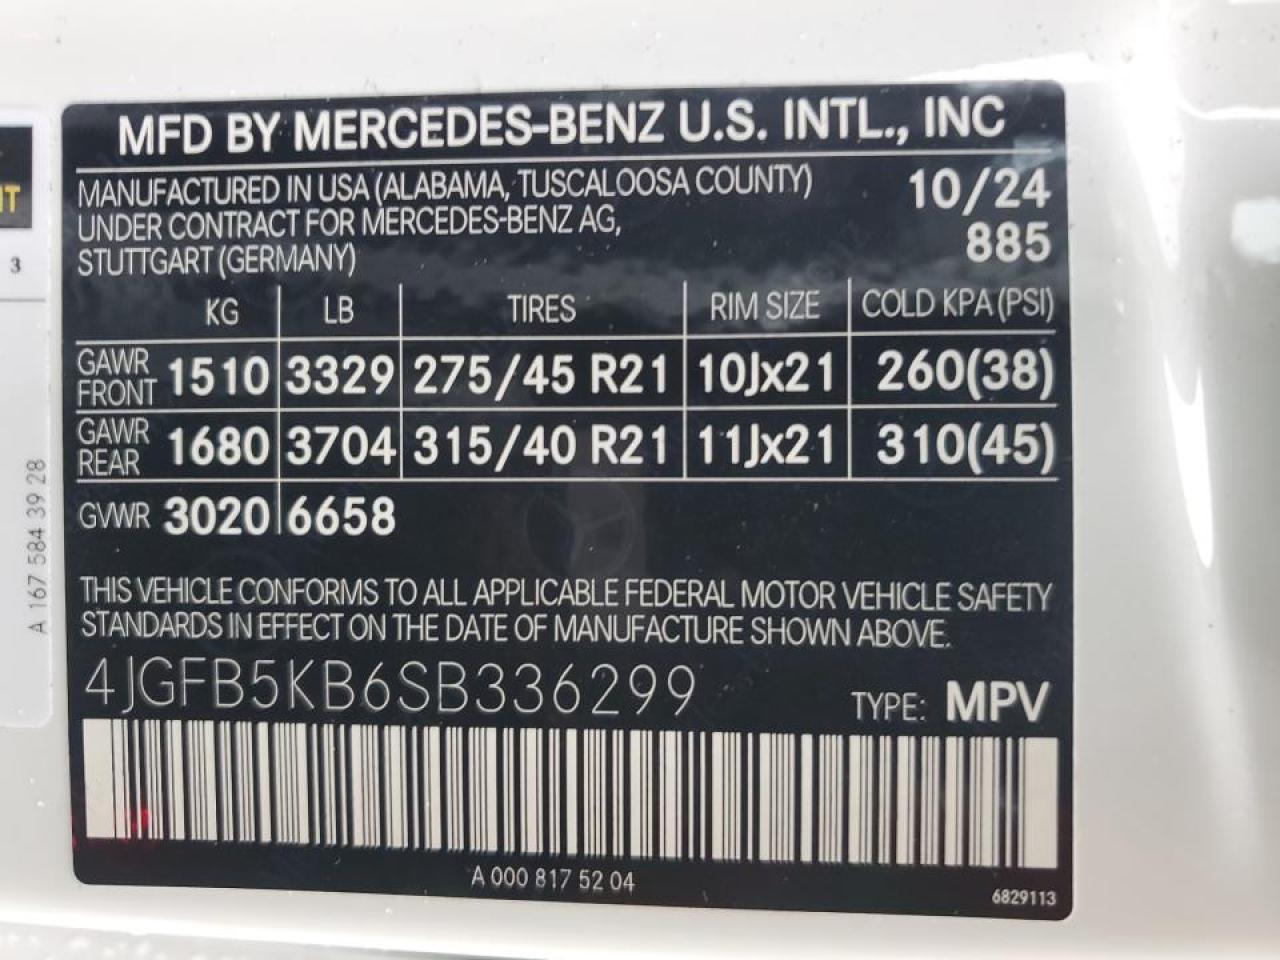 MFD BY MERCEDES-BENZ U.S. INTL., INC
MANUFACTURED IN USA (ALABAMA, TUSCALOOSA COUNTY) 10/24
UNDER CONTRACT FOR MERCEDES-BENZ AG, 885
STUTTGART (GERMANY)
KG LB TIRES RIM SIZE COLD KPA (PSI)
GAWR FRONT 1510 3329 275/45 R21 10Jx21 260(38)
GAWR REAR 1680 3704 315/40 R21 11Jx21 310(45)
GVWR 3020 6658
THIS VEHICLE CONFORMS TO ALL APPLICABLE FEDERAL MOTOR VEHICLE SAFETY
STANDARDS IN EFFECT ON THE DATE OF MANUFACTURE SHOWN ABOVE.
4JGFB5KB6SB336299 TYPE: MPV
A 000 817 52 04
6829113
3
A 167 584 39 28